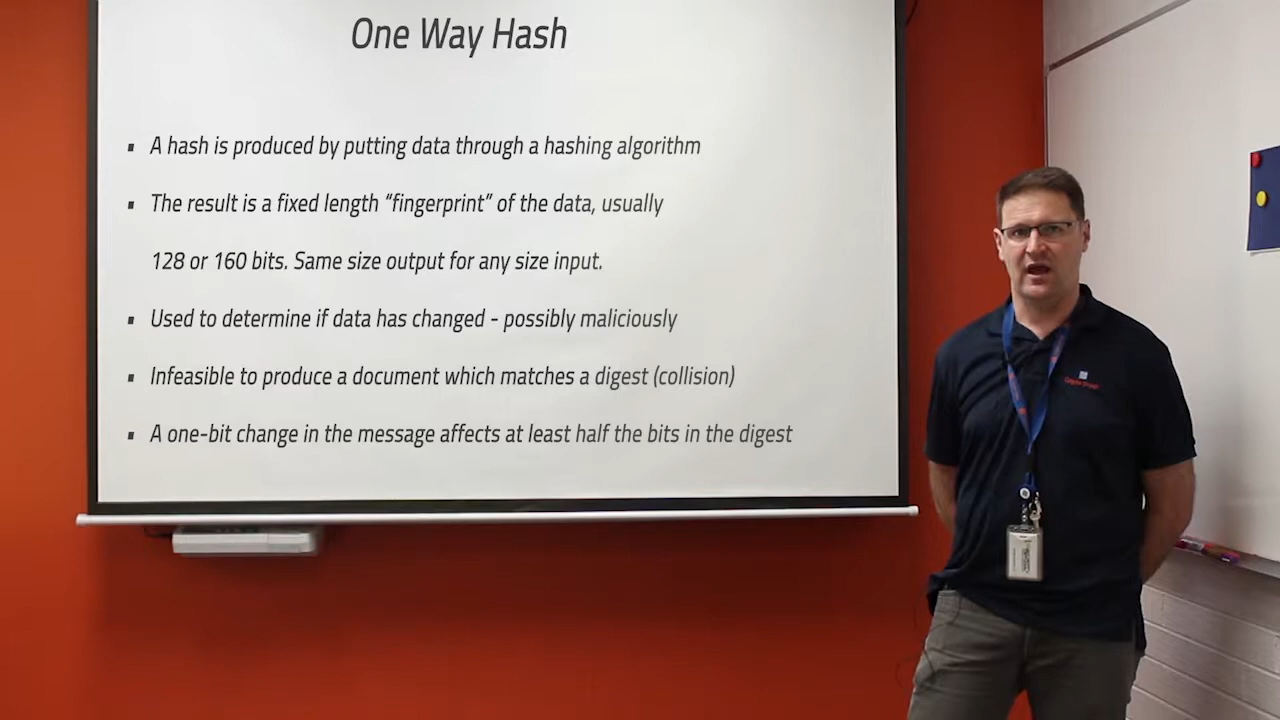 One Way Hash
▪ A hash is produced by putting data through a hashing algorithm
▪ The result is a fixed length “fingerprint” of the data, usually
128 or 160 bits. Same size output for any size input.
▪ Used to determine if data has changed - possibly maliciously
▪ Infeasible to produce a document which matches a digest (collision)
▪ A one-bit change in the message affects at least half the bits in the digest